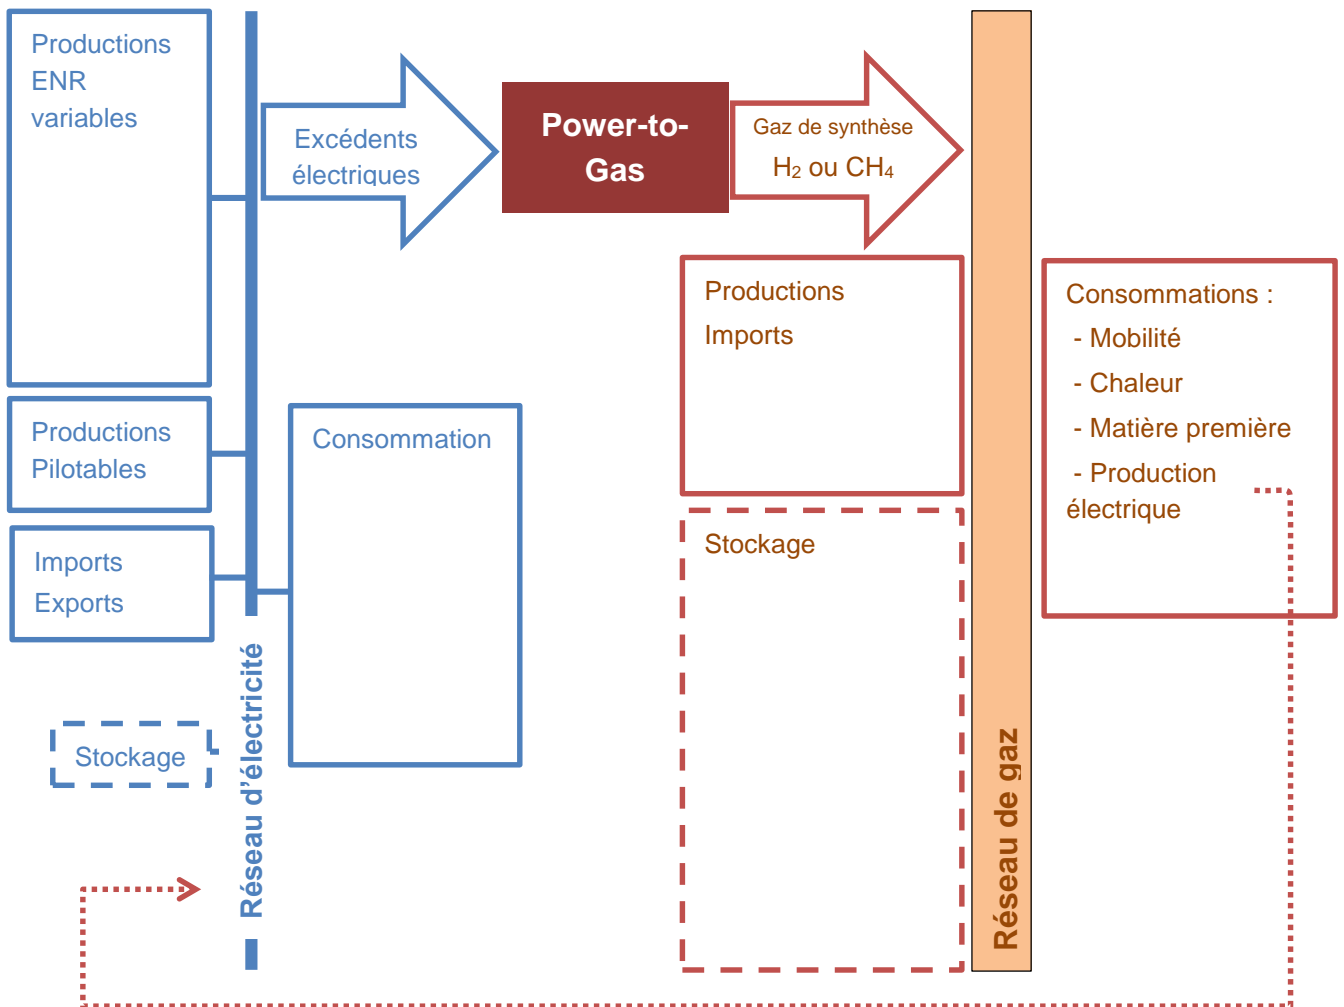 Productions
ENR
variables
Excédents
électriques
Power-to-
Gas
Gaz de synthèse
H₂ ou CH₄
Productions
Imports
Consommations :
- Mobilité
- Chaleur
- Matière première
- Production
électrique
Productions
Pilotables
Consommation
Imports
Exports
Stockage
Stockage
Réseau d'électricité
Réseau de gaz